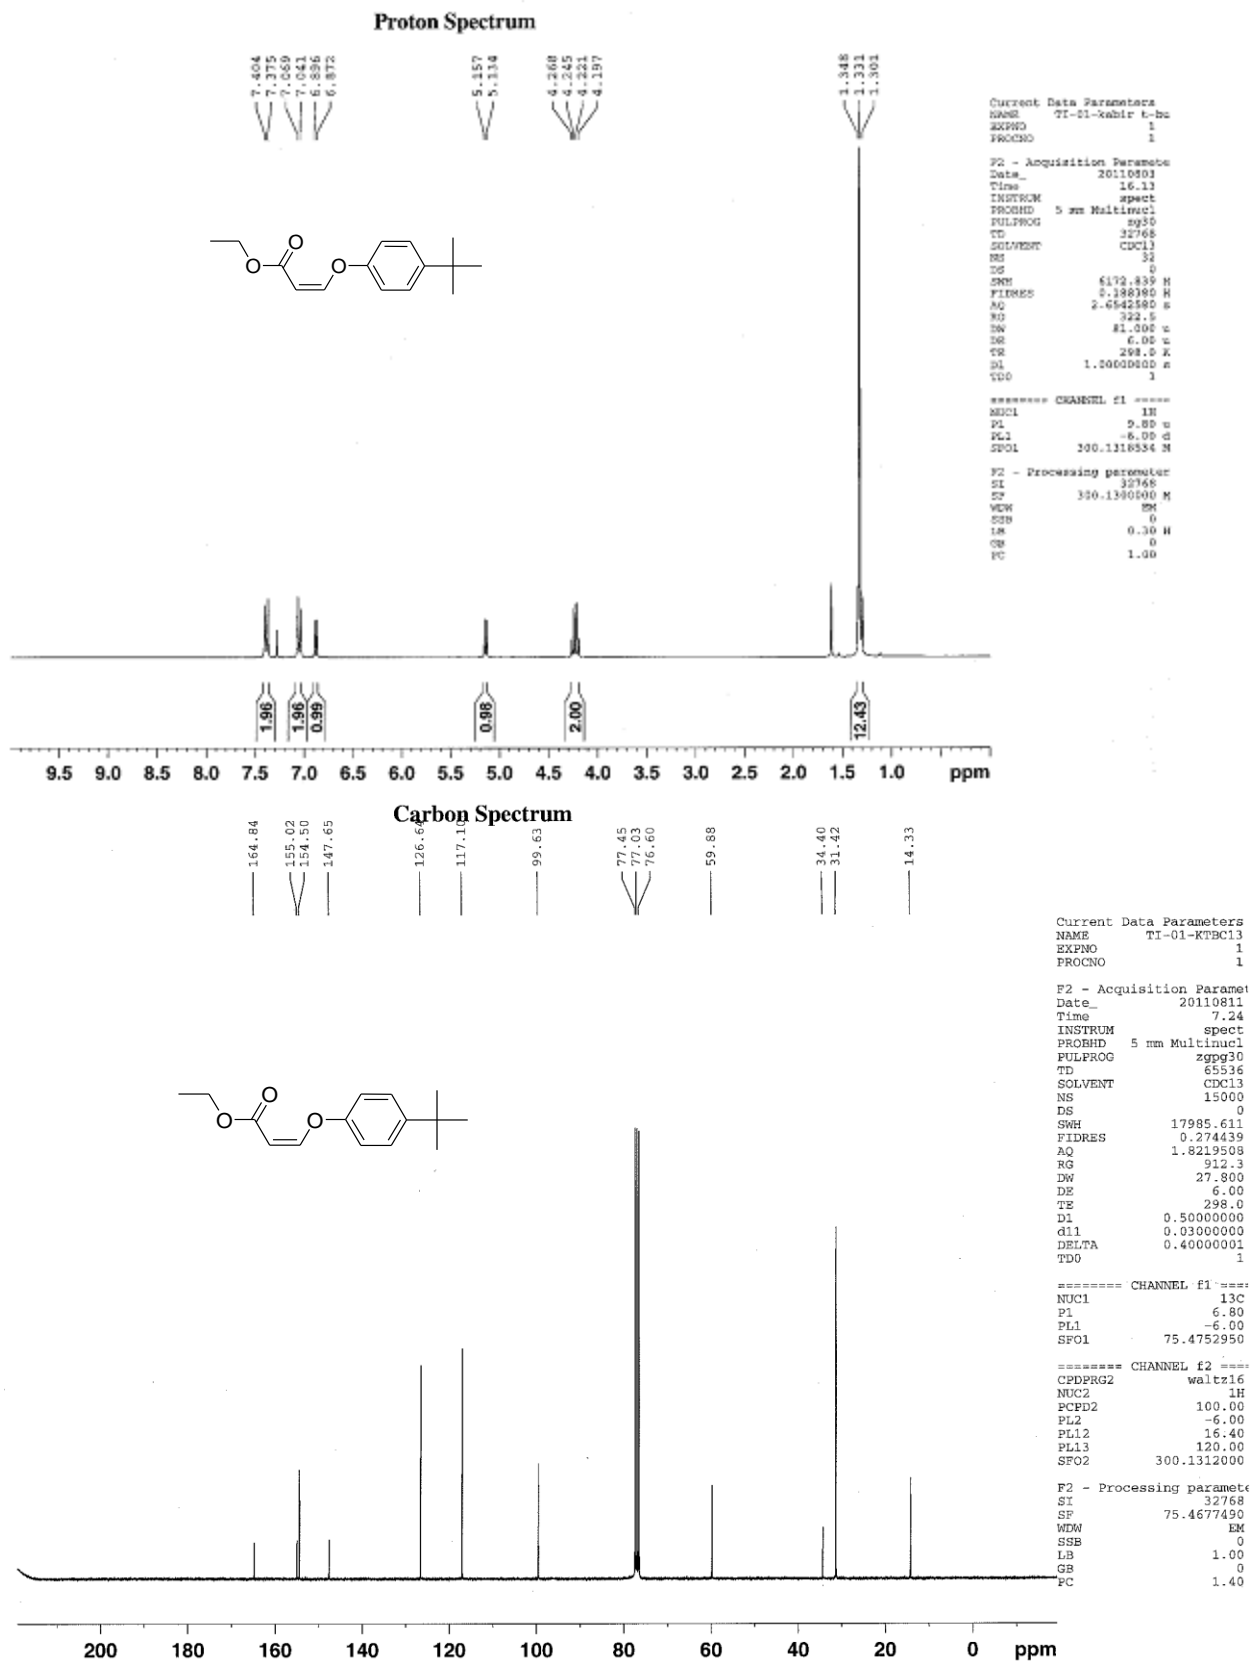 Proton Spectrum
7.404
7.375
7.069
7.041
6.896
6.872
5.157
5.134
4.268
4.245
4.221
4.197
1.348
1.331
1.301
Current Data Parameters
NAME TI-01-kabir t-bu
EXPNO 1
PROCNO 1
F2 - Acquisition Paramete
Date_ 20110803
Time 16.13
INSTRUM spect
PROBHD 5 mm Multinucl
PULPROG zg30
TD 32768
SOLVENT CDCl3
NS 32
DS 0
SWH 6172.839 H
FIDRES 0.188380 H
AQ 2.6542580 s
RG 322.5
DW 81.000 u
DE 6.00 u
TE 298.0 K
D1 1.00000000 s
TD0 1
======== CHANNEL f1 =====
NUC1 1H
P1 9.80 u
PL1 -6.00 d
SFO1 300.1318534 M
F2 - Processing parameter
SI 32768
SF 300.1300000 M
WDW EM
SSB 0
LB 0.30 H
GB 0
PC 1.00
O
O
O
1.96
1.96
0.99
0.98
2.00
12.43
9.5 9.0 8.5 8.0 7.5 7.0 6.5 6.0 5.5 5.0 4.5 4.0 3.5 3.0 2.5 2.0 1.5 1.0 ppm
Carbon Spectrum
164.84
155.02
154.50
147.65
126.64
117.10
99.63
77.45
77.03
76.60
59.88
34.40
31.42
14.33
Current Data Parameters
NAME TI-01-KTBC13
EXPNO 1
PROCNO 1
F2 - Acquisition Paramet
Date_ 20110811
Time 7.24
INSTRUM spect
PROBHD 5 mm Multinucl
PULPROG zgpg30
TD 65536
SOLVENT CDCl3
NS 15000
DS 0
SWH 17985.611
FIDRES 0.274439
AQ 1.8219508
RG 912.3
DW 27.800
DE 6.00
TE 298.0
D1 0.50000000
d11 0.03000000
DELTA 0.40000001
TD0 1
======== CHANNEL f1 ====
NUC1 13C
P1 6.80
PL1 -6.00
SFO1 75.4752950
======== CHANNEL f2 ====
CPDPRG2 waltz16
NUC2 1H
PCPD2 100.00
PL2 -6.00
PL12 16.40
PL13 120.00
SFO2 300.1312000
F2 - Processing paramete
SI 32768
SF 75.4677490
WDW EM
SSB 0
LB 1.00
GB 0
PC 1.40
O
O
O
200 180 160 140 120 100 80 60 40 20 0 ppm